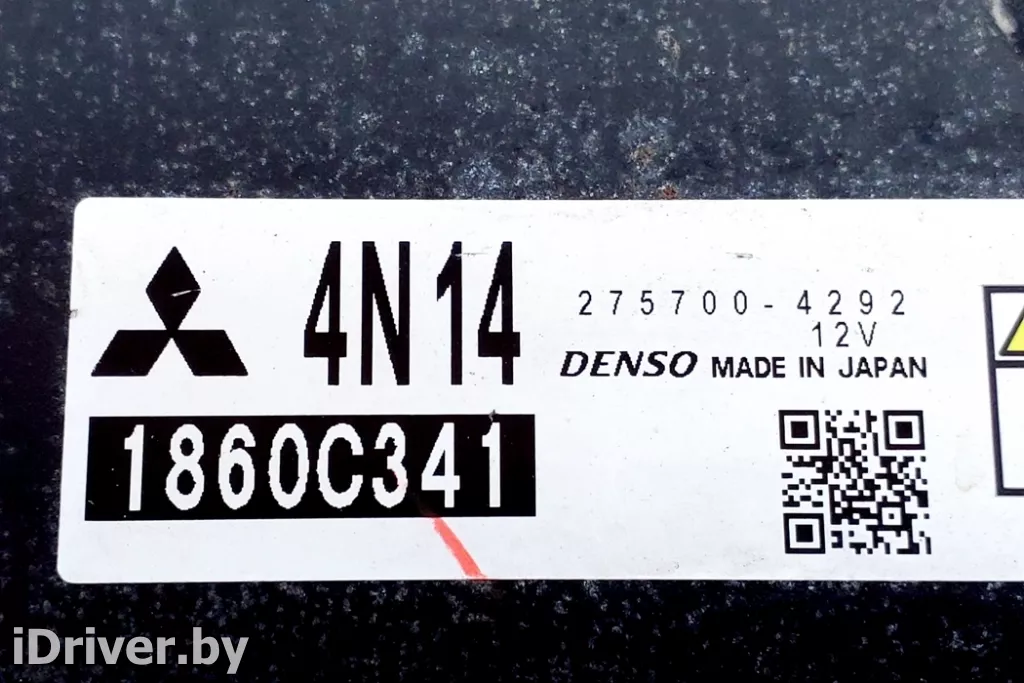 4N14
1860C341
275700-4292
12V
DENSO MADE IN JAPAN
iDriver.by